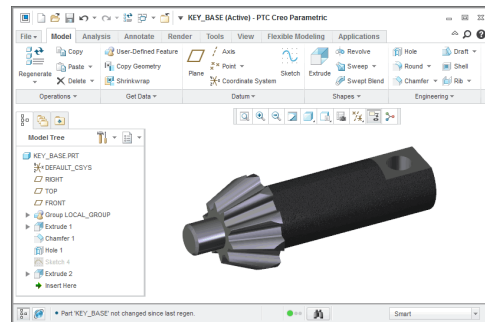 KEY_BASE (Active) - PTC Creo Parametric
File Model Analysis Annotate Render Tools View Flexible Modeling Applications
Regenerate Copy Paste Delete User-Defined Feature Copy Geometry Shrinkwrap Plane Axis Point Coordinate System Sketch Extrude Revolve Sweep Swept Blend Hole Round Chamfer Draft Shell Rib
Operations Get Data Datum Shapes Engineering
Model Tree
KEY_BASE.PRT
DEFAULT_CSYS
RIGHT
TOP
FRONT
Group LOCAL_GROUP
Extrude 1
Chamfer 1
Hole 1
Sketch 4
Extrude 2
Insert Here
Part 'KEY_BASE' not changed since last regen.
Smart